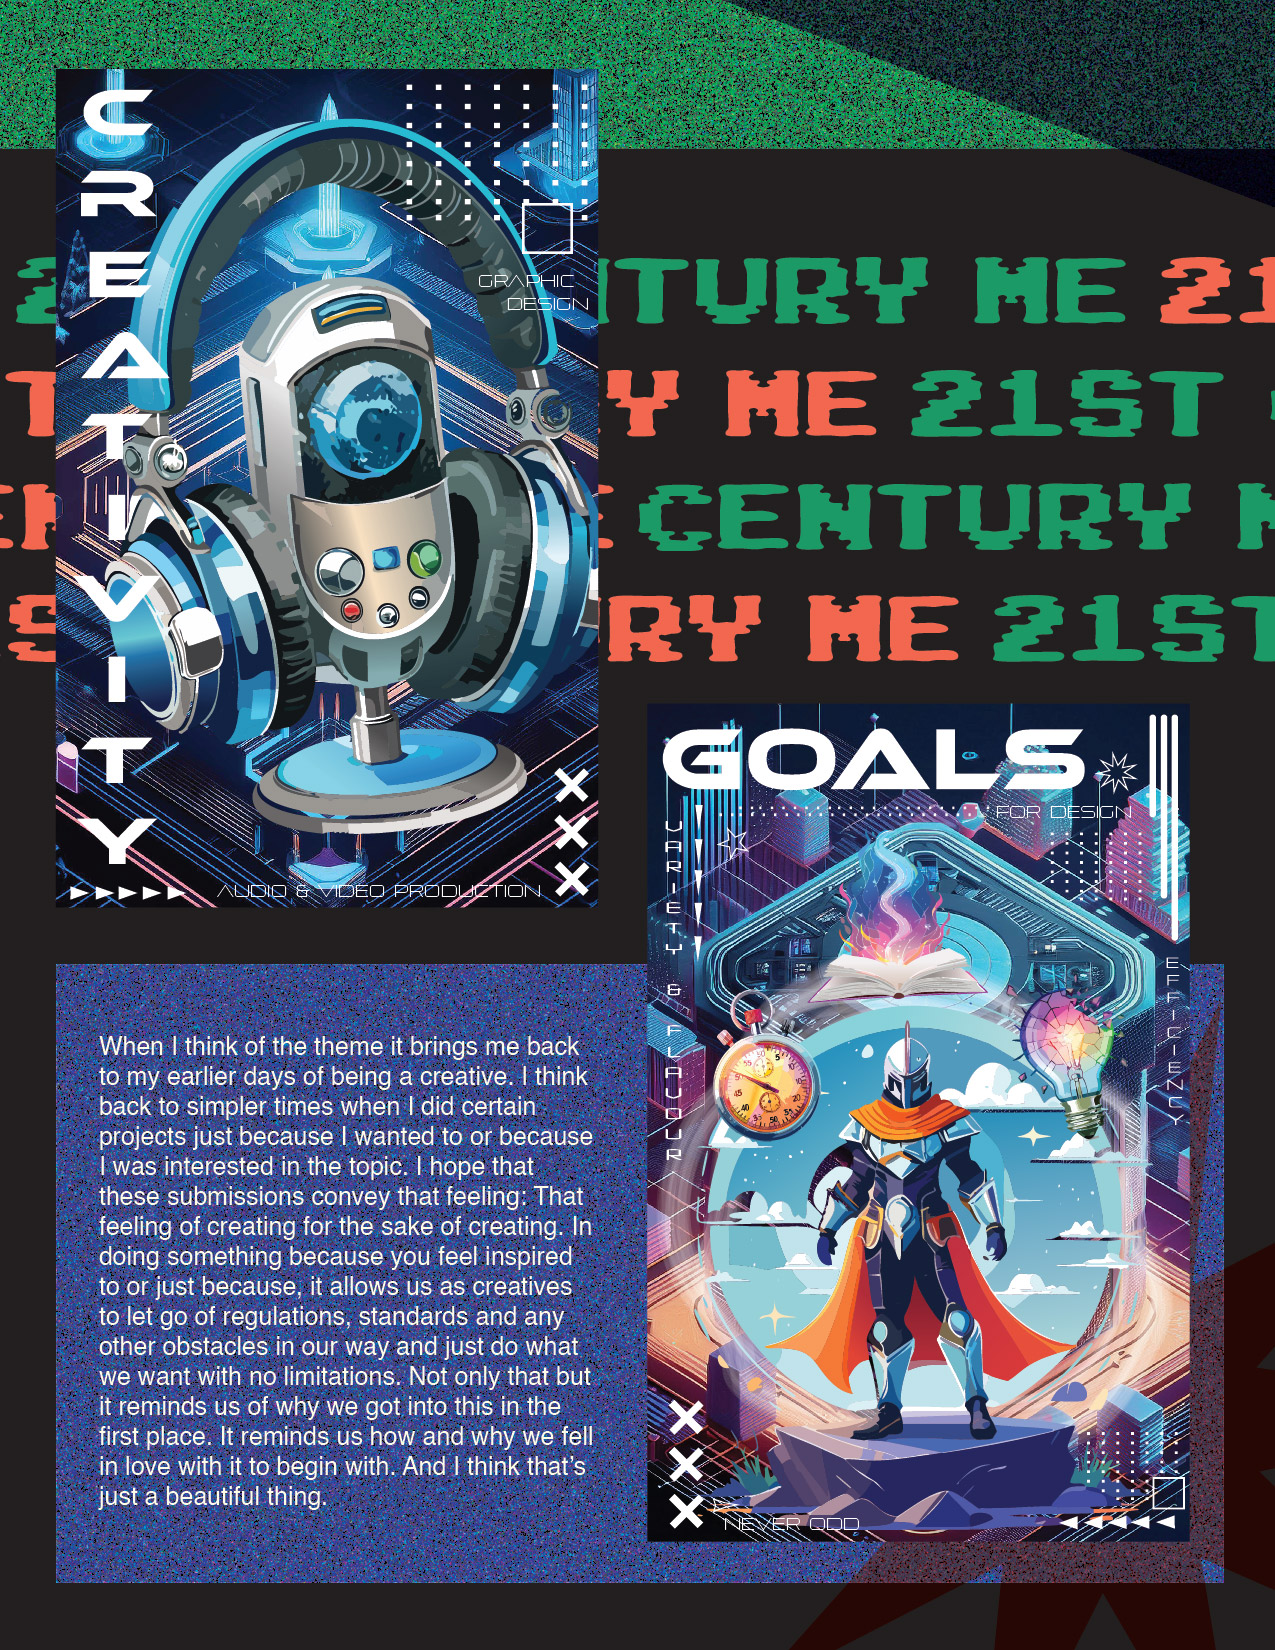 CREATIVITY
GRAPHIC
DESIGN
AUDIO & VIDEO PRODUCTION
NTURY ME 21
Y ME 21ST
CENTURY M
RY ME 21ST
GOALS
FOR DESIGN
VARIETY & FLAVOUR
EFFICIENCY
NEVER ODD
When I think of the theme it brings me back
to my earlier days of being a creative. I think
back to simpler times when I did certain
projects just because I wanted to or because
I was interested in the topic. I hope that
these submissions convey that feeling: That
feeling of creating for the sake of creating. In
doing something because you feel inspired
to or just because, it allows us as creatives
to let go of regulations, standards and any
other obstacles in our way and just do what
we want with no limitations. Not only that but
it reminds us of why we got into this in the
first place. It reminds us how and why we fell
in love with it to begin with. And I think that’s
just a beautiful thing.